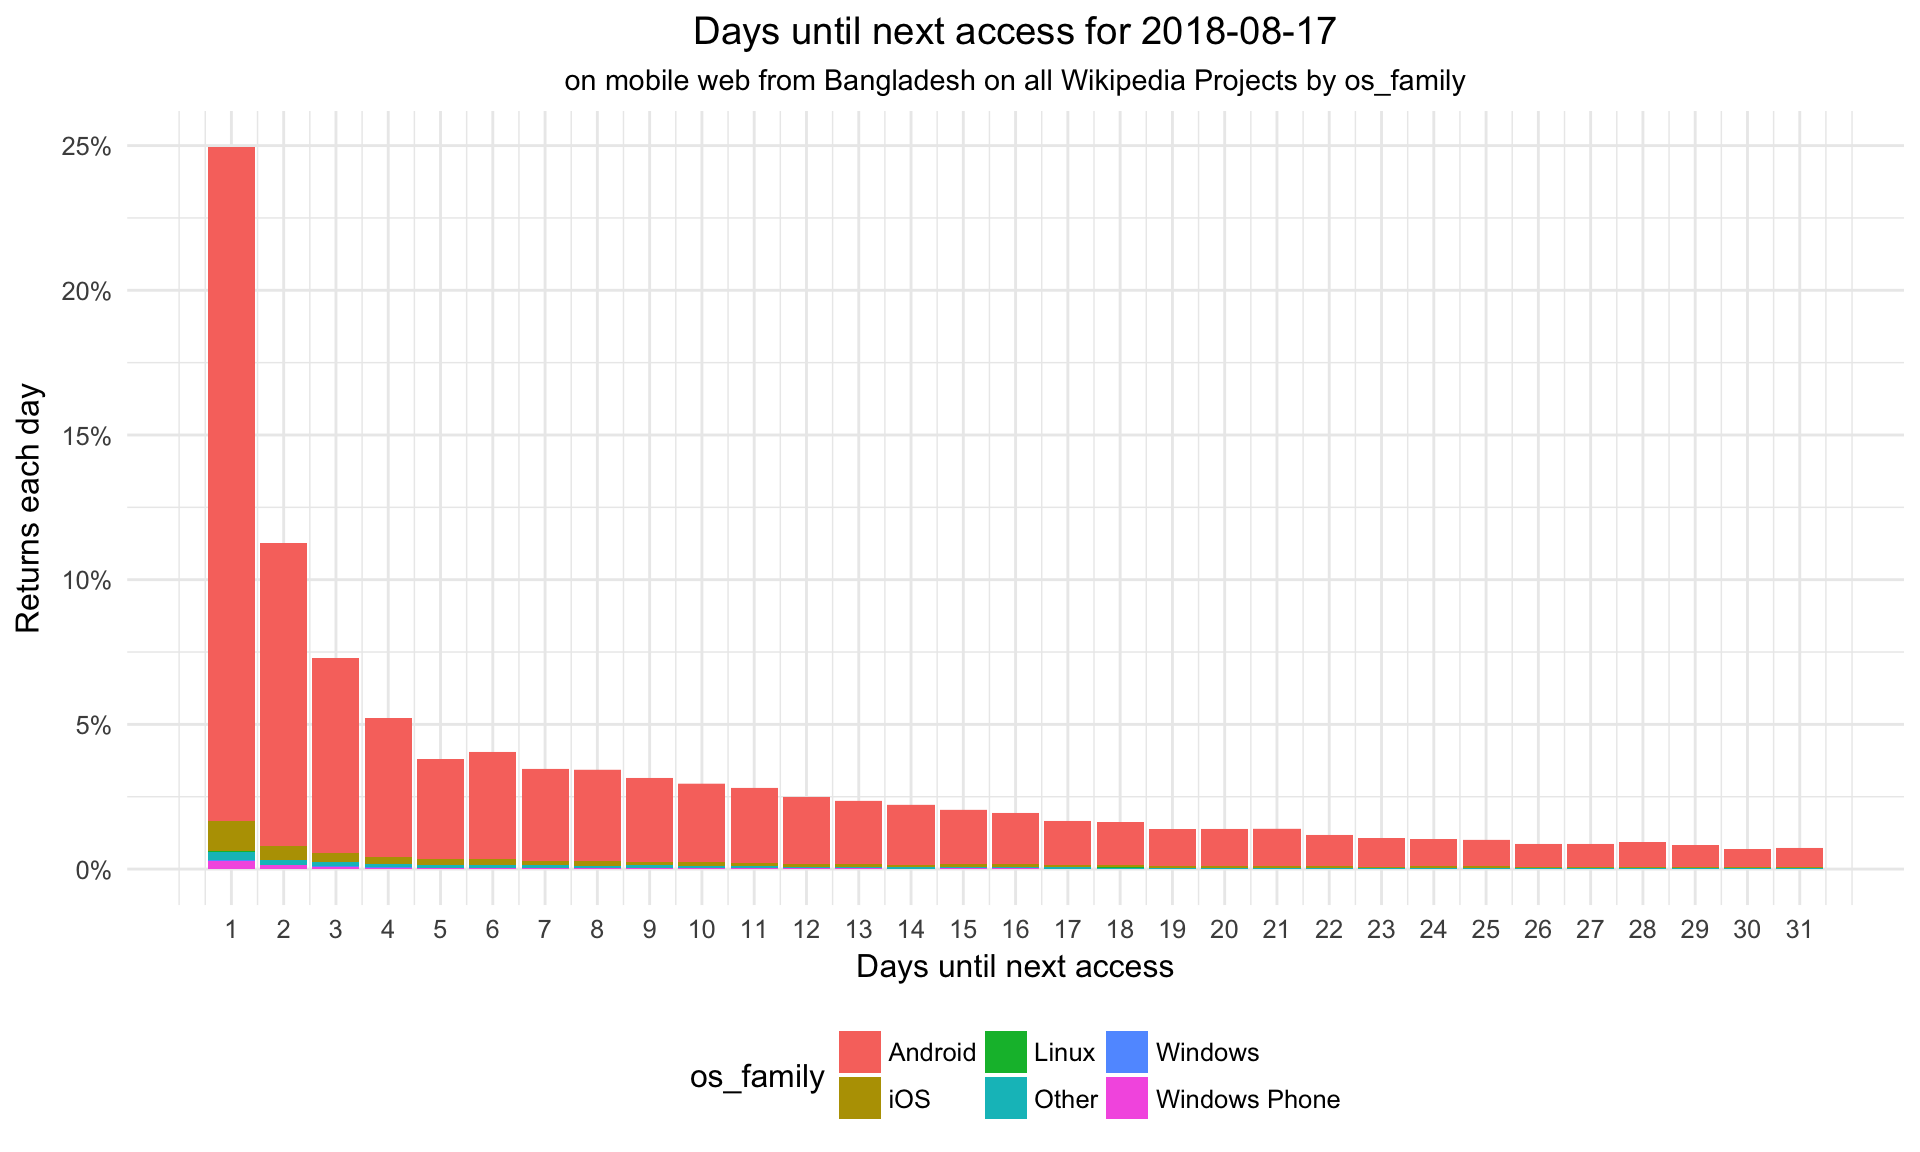 Days until next access for 2018-08-17
on mobile web from Bangladesh on all Wikipedia Projects by os_family
Returns each day
25%
20%
15%
10%
5%
0%
1 2 3 4 5 6 7 8 9 10 11 12 13 14 15 16 17 18 19 20 21 22 23 24 25 26 27 28 29 30 31
Days until next access
os_family
Android Linux Windows
iOS Other Windows Phone